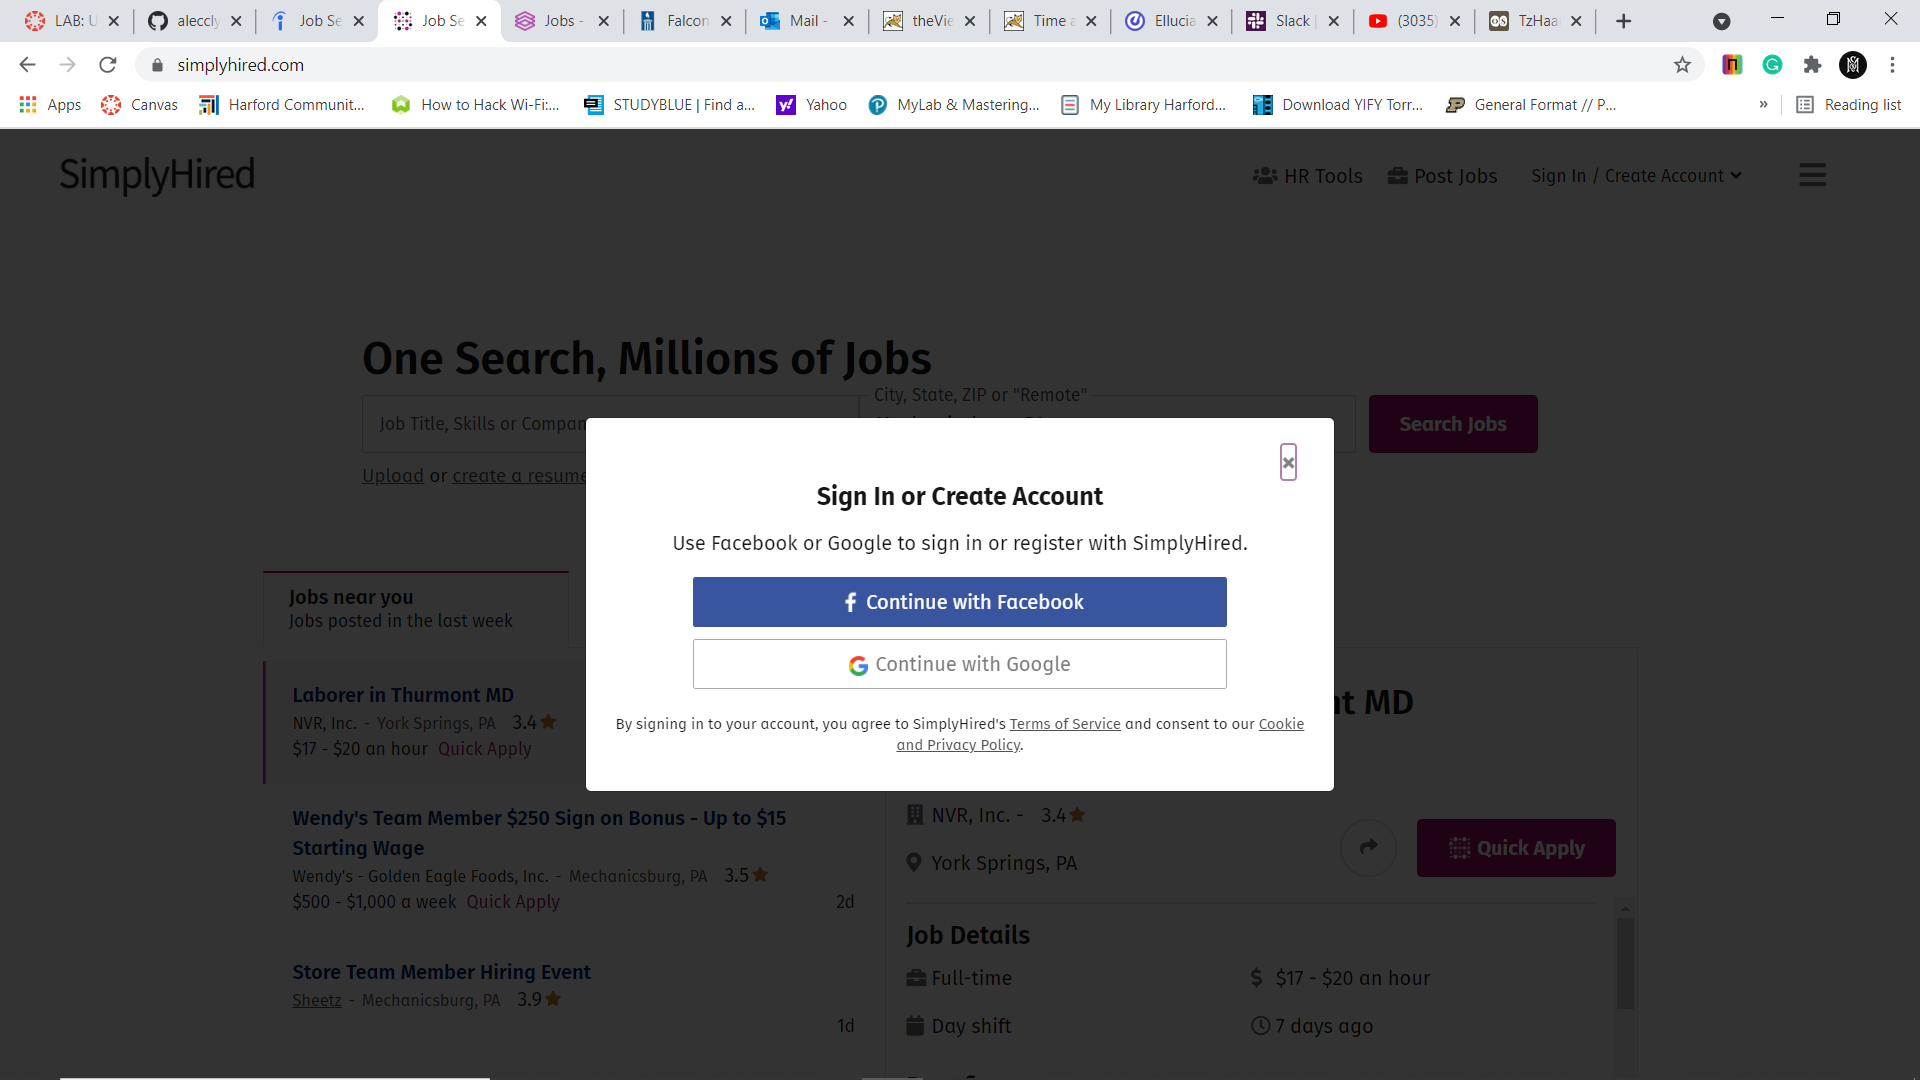 LAB: U
aleccly
Job Se
Job Se
Jobs -
Falcon
Mail -
theVie
Time a
Ellucia
Slack |
(3035)
TzHaa
simplyhired.com
Apps
Canvas
Harford Communit...
How to Hack Wi-Fi:...
STUDYBLUE | Find a...
Yahoo
MyLab & Mastering...
My Library Harford...
Download YIFY Torr...
General Format // P...
»
Reading list
SimplyHired
HR Tools
Post Jobs
Sign In / Create Account
One Search, Millions of Jobs
Job Title, Skills or Compan
City, State, ZIP or "Remote"
Search Jobs
Upload or create a resume
Sign In or Create Account
Use Facebook or Google to sign in or register with SimplyHired.
Continue with Facebook
Continue with Google
By signing in to your account, you agree to SimplyHired's Terms of Service and consent to our Cookie
and Privacy Policy.
Jobs near you
Jobs posted in the last week
Laborer in Thurmont MD
NVR, Inc. - York Springs, PA 3.4
$17 - $20 an hour Quick Apply
Wendy's Team Member $250 Sign on Bonus - Up to $15
Starting Wage
Wendy's - Golden Eagle Foods, Inc. - Mechanicsburg, PA 3.5
$500 - $1,000 a week Quick Apply
2d
Store Team Member Hiring Event
Sheetz - Mechanicsburg, PA 3.9
1d
nt MD
NVR, Inc. - 3.4
York Springs, PA
Quick Apply
Job Details
Full-time
$17 - $20 an hour
Day shift
7 days ago